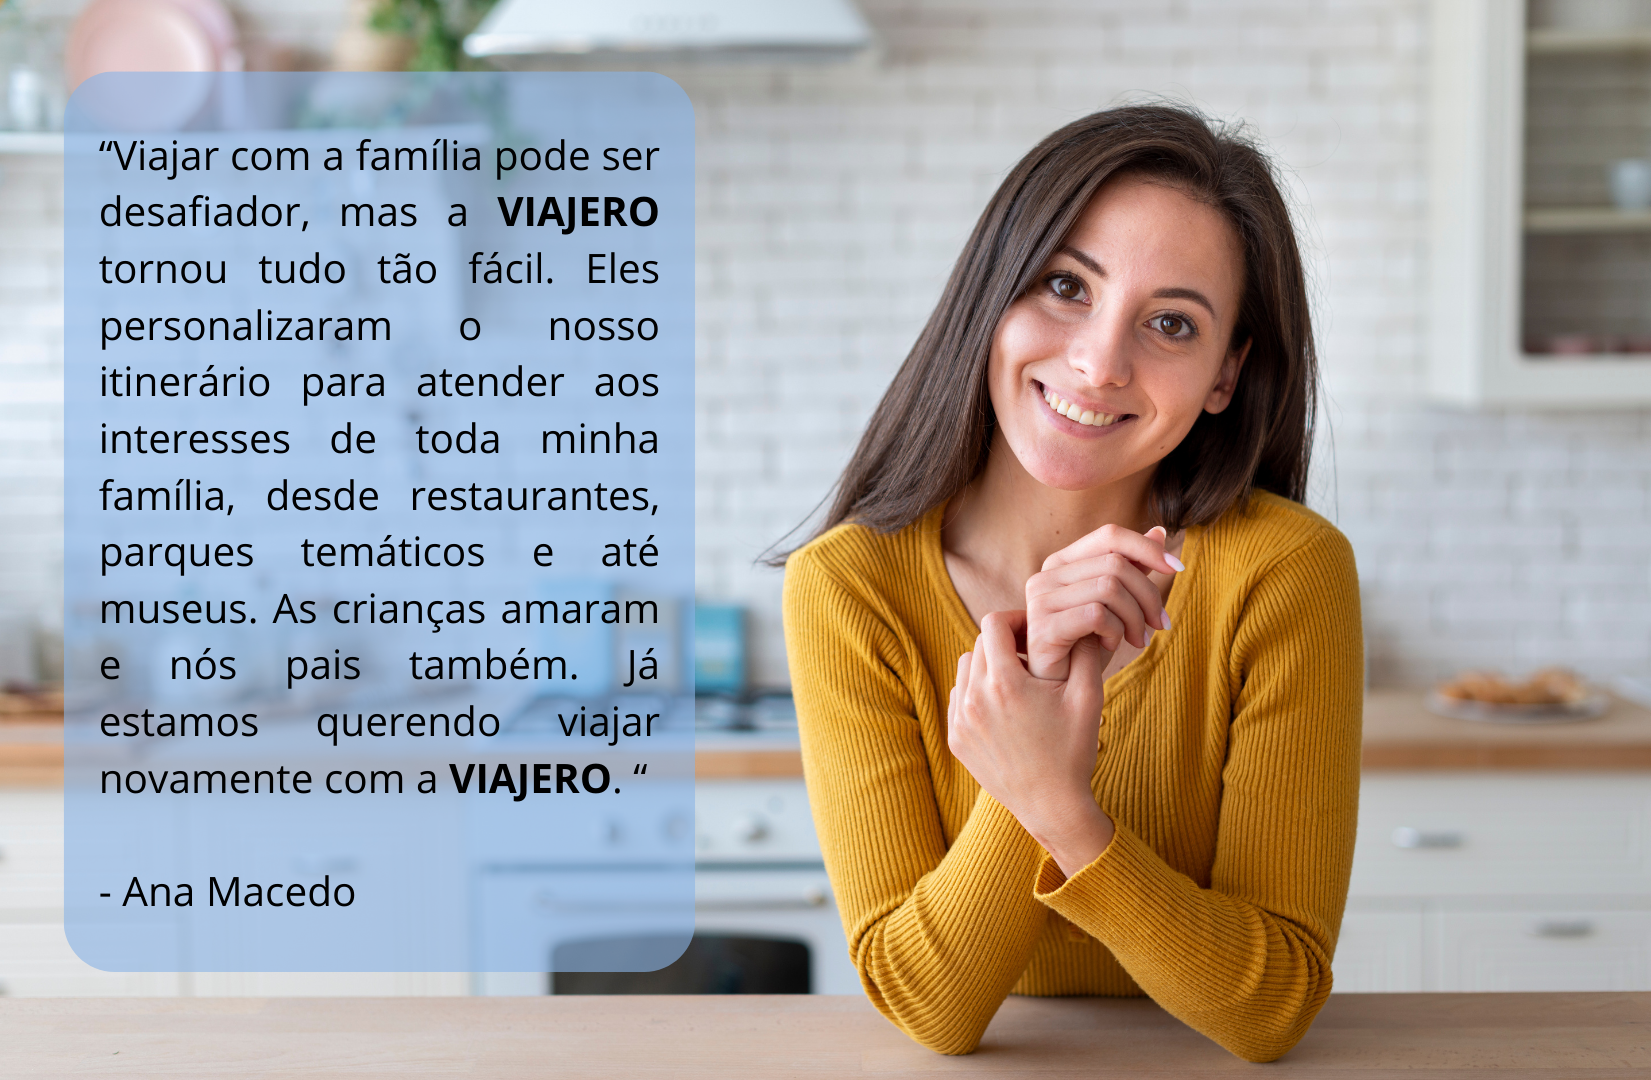 “Viajar com a família pode ser
desafiador, mas a VIAJERO
tornou tudo tão fácil. Eles
personalizaram o nosso
itinerário para atender aos
interesses de toda minha
família, desde restaurantes,
parques temáticos e até
museus. As crianças amaram
e nós pais também. Já
estamos querendo viajar
novamente com a VIAJERO. “
- Ana Macedo